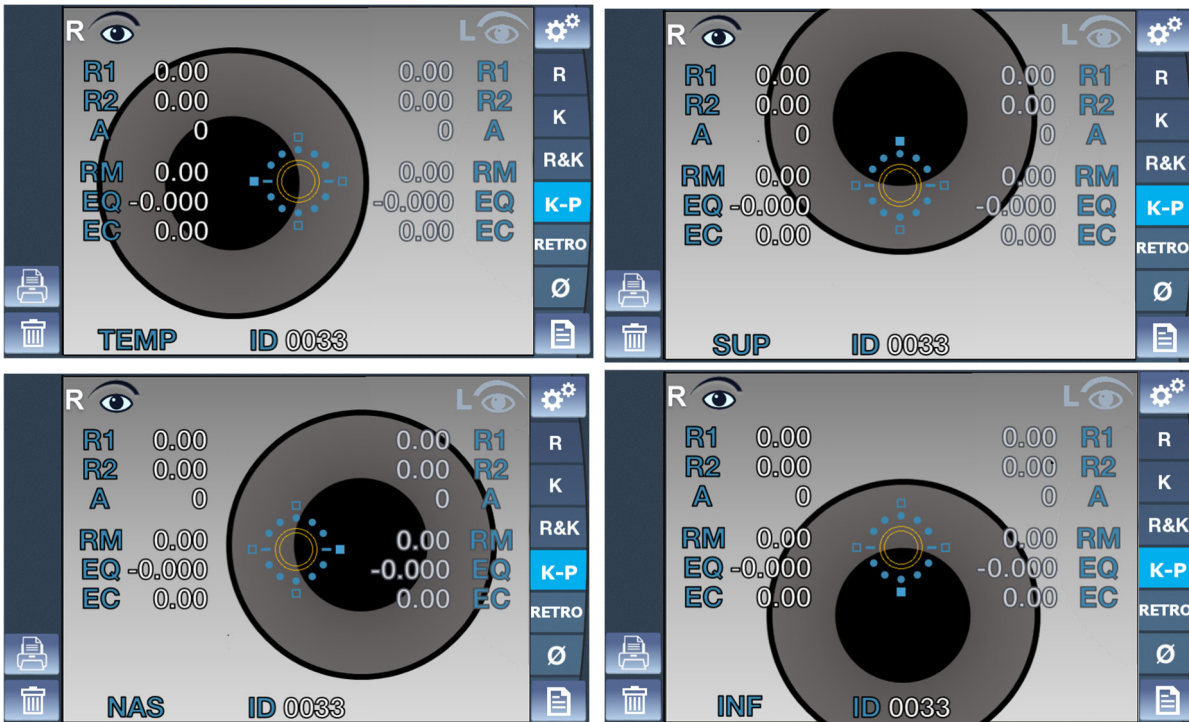 R L
R1 0.00 0.00 R1 R
R2 0.00 0.00 R2 K
A 0 0 A
RM 0.00 0.00 RM R&K
EQ -0.000 -0.000 EQ K-P
EC 0.00 0.00 EC RETRO
Ø
TEMP ID 0033
R L
R1 0.00 0.00 R1 R
R2 0.00 0.00 R2 K
A 0 0 A
RM 0.00 0.00 RM R&K
EQ -0.000 -0.000 EQ K-P
EC 0.00 0.00 EC RETRO
Ø
SUP ID 0033
R L
R1 0.00 0.00 R1 R
R2 0.00 0.00 R2 K
A 0 0 A
RM 0.00 0.00 RM R&K
EQ -0.000 -0.000 EQ K-P
EC 0.00 0.00 EC RETRO
Ø
NAS ID 0033
R L
R1 0.00 0.00 R1 R
R2 0.00 0.00 R2 K
A 0 0 A
RM 0.00 0.00 RM R&K
EQ -0.000 -0.000 EQ K-P
EC 0.00 0.00 EC RETRO
Ø
INF ID 0033